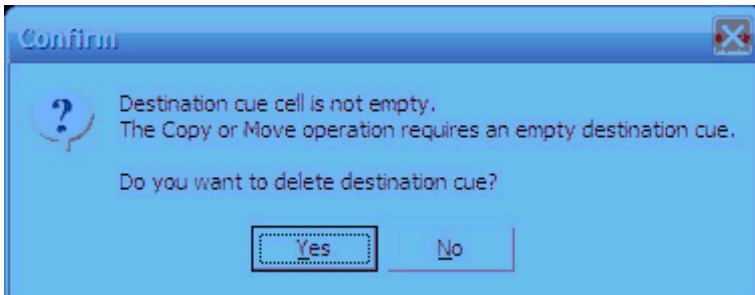 Confirm
?
Destination cue cell is not empty.
The Copy or Move operation requires an empty destination cue.
Do you want to delete destination cue?
Yes No